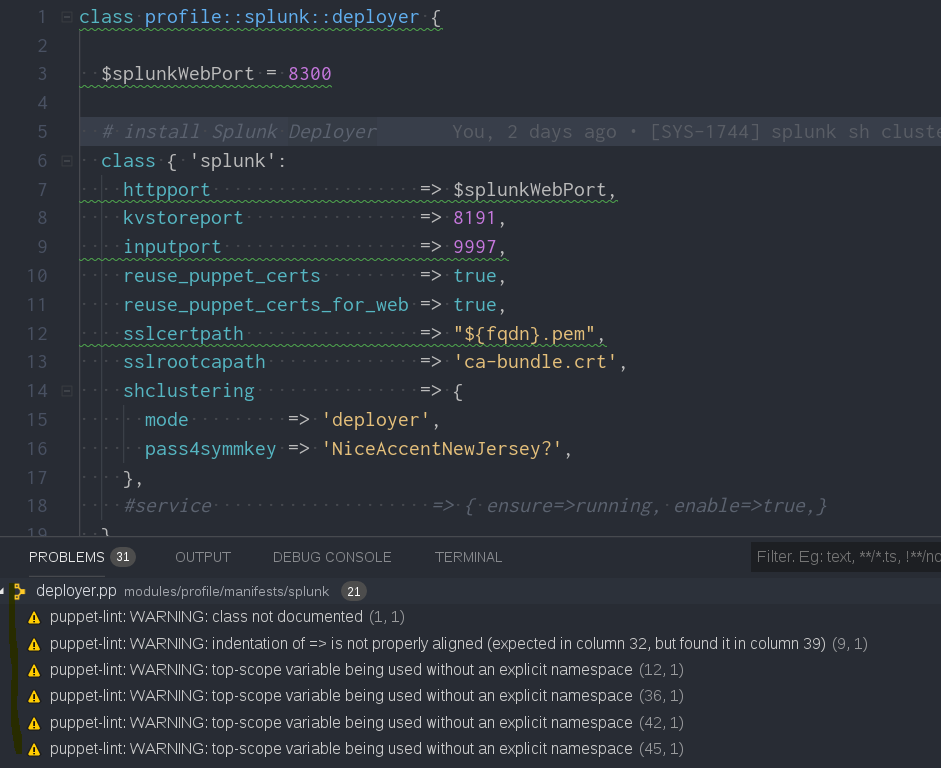 1 class profile::splunk::deployer {
2
3 $splunkWebPort = 8300
4
5 # install Splunk Deployer You, 2 days ago • [SYS-1744] splunk sh cluste
6 class { 'splunk':
7 httpport => $splunkWebPort,
8 kvstoreport => 8191,
9 inputport => 9997,
10 reuse_puppet_certs => true,
11 reuse_puppet_certs_for_web => true,
12 sslcertpath => "${fqdn}.pem",
13 sslrootcapath => 'ca-bundle.crt',
14 shclustering => {
15 mode => 'deployer',
16 pass4symmkey => 'NiceAccentNewJersey?',
17 },
18 #service => { ensure=>running, enable=>true,}
19 }
PROBLEMS 31 OUTPUT DEBUG CONSOLE TERMINAL Filter. Eg: text, **/*.ts, !**/no
deployer.pp modules/profile/manifests/splunk 21
puppet-lint: WARNING: class not documented (1, 1)
puppet-lint: WARNING: indentation of => is not properly aligned (expected in column 32, but found it in column 39) (9, 1)
puppet-lint: WARNING: top-scope variable being used without an explicit namespace (12, 1)
puppet-lint: WARNING: top-scope variable being used without an explicit namespace (36, 1)
puppet-lint: WARNING: top-scope variable being used without an explicit namespace (42, 1)
puppet-lint: WARNING: top-scope variable being used without an explicit namespace (45, 1)